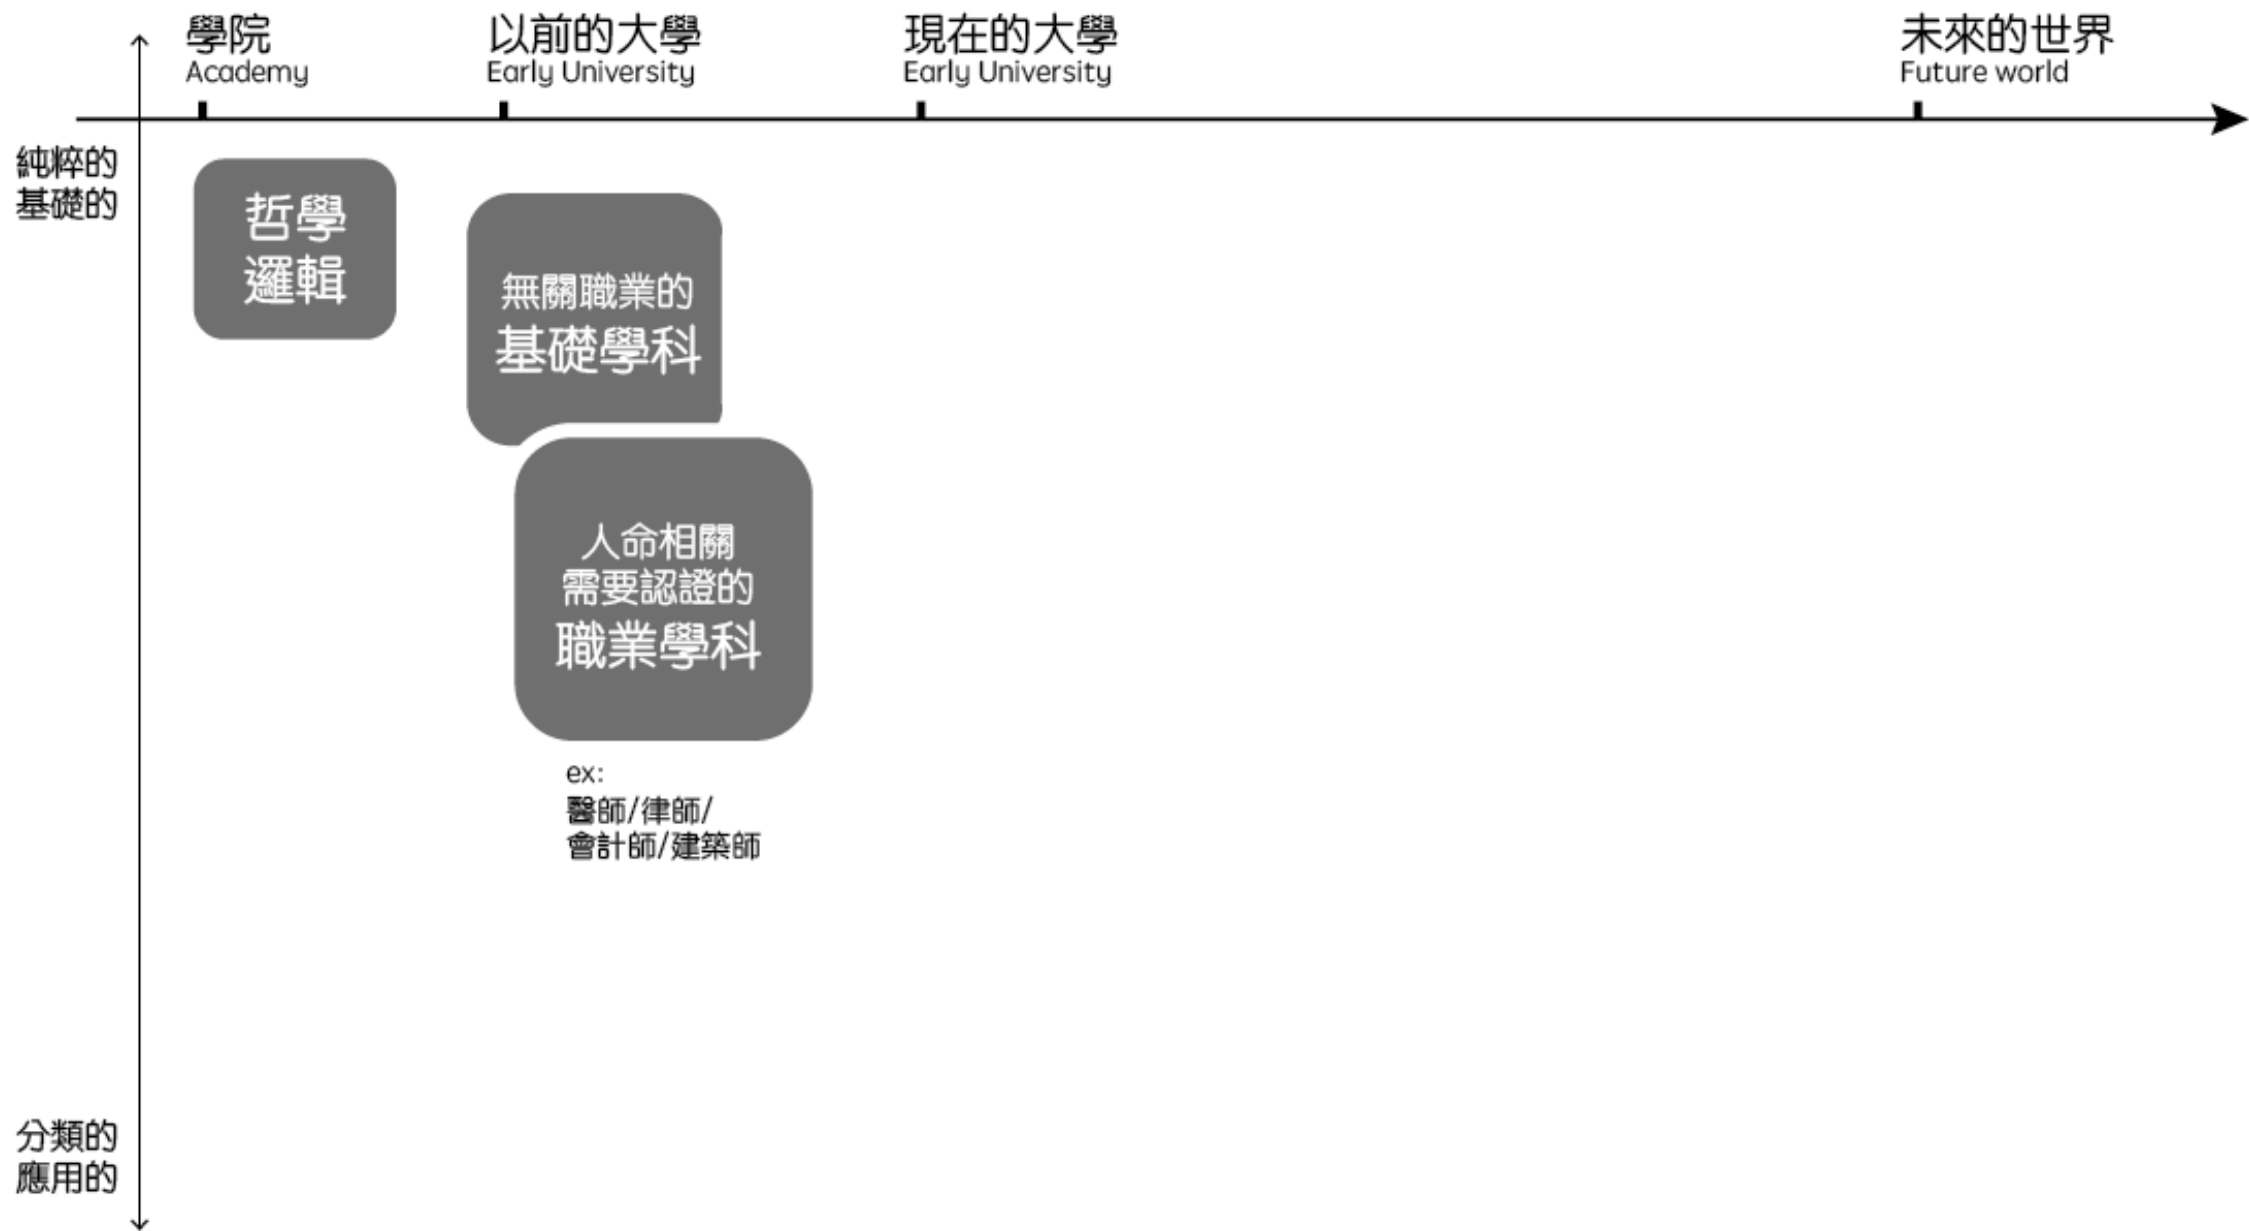 學院
Academy
以前的大學
Early University
現在的大學
Early University
未來的世界
Future world
純粹的
基礎的
哲學
邏輯
無關職業的
基礎學科
人命相關
需要認證的
職業學科
ex:
醫師/律師/
會計師/建築師
分類的
應用的